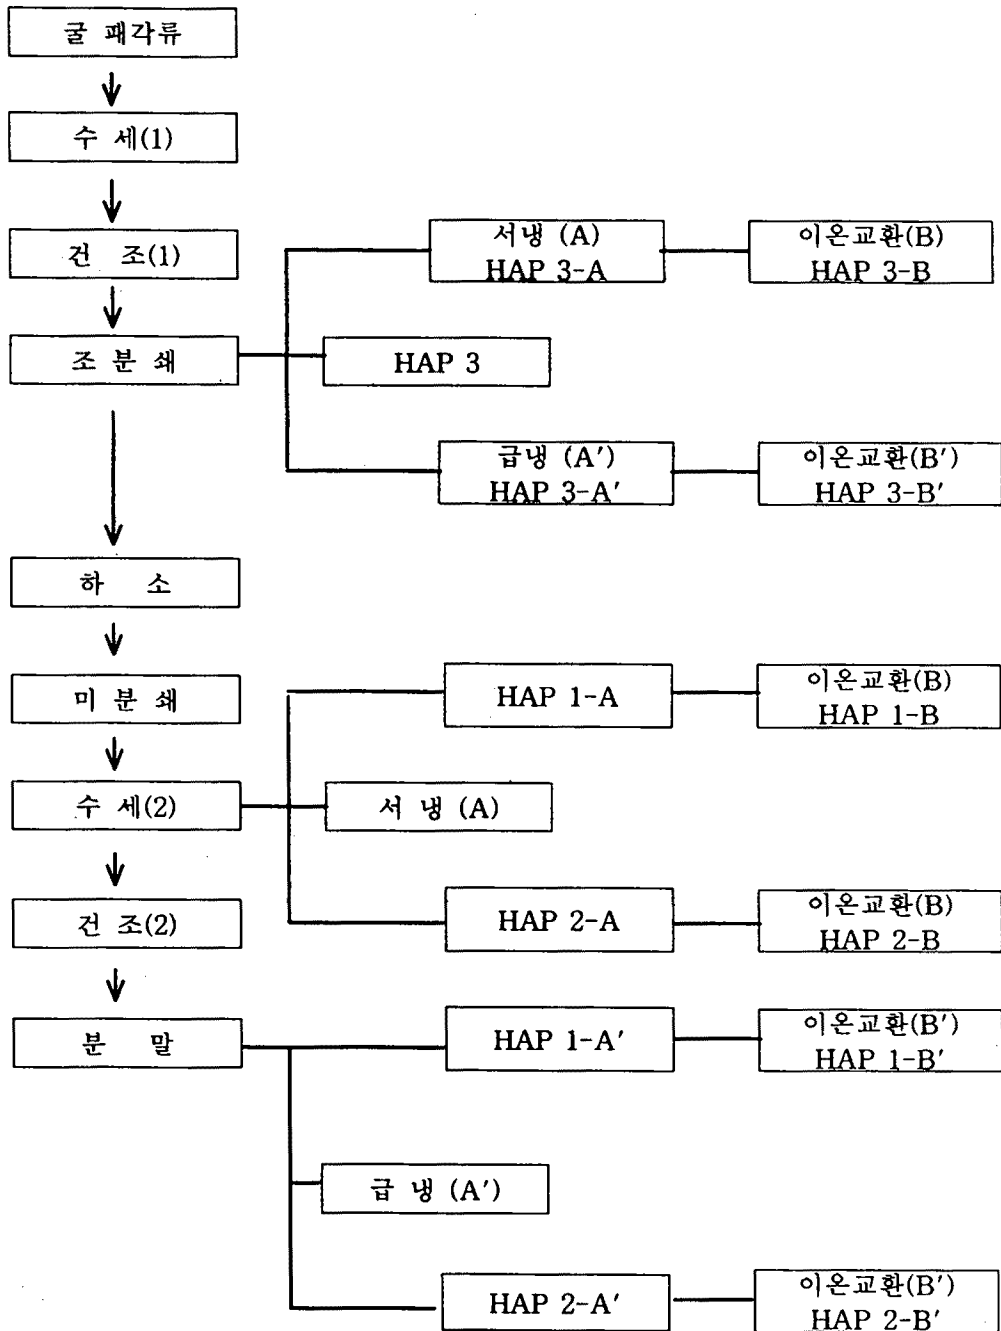 굴 패각류
수 세(1)
건 조(1)
서냉 (A)
HAP 3-A
이온교환(B)
HAP 3-B
조 분 쇄
HAP 3
급냉 (A′)
HAP 3-A′
이온교환(B′)
HAP 3-B′
하 소
미 분 쇄
HAP 1-A
이온교환(B)
HAP 1-B
수 세(2)
서 냉 (A)
건 조(2)
HAP 2-A
이온교환(B)
HAP 2-B
분 말
HAP 1-A′
이온교환(B′)
HAP 1-B′
급 냉 (A′)
HAP 2-A′
이온교환(B′)
HAP 2-B′